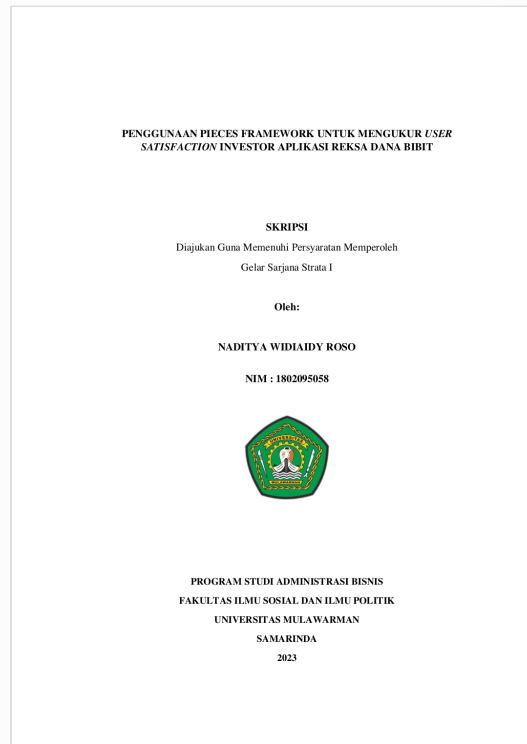 PENGGUNAAN PIECES FRAMEWORK UNTUK MENGUKUR USER
SATISFACTION INVESTOR APLIKASI REKSA DANA BIBIT
SKRIPSI
Diajukan Guna Memenuhi Persyaratan Memperoleh
Gelar Sarjana Strata I
Oleh:
NADITYA WIDIAIDY ROSO
NIM : 1802095058
UNIVERSITAS
MULAWARMAN
PROGRAM STUDI ADMINISTRASI BISNIS
FAKULTAS ILMU SOSIAL DAN ILMU POLITIK
UNIVERSITAS MULAWARMAN
SAMARINDA
2023